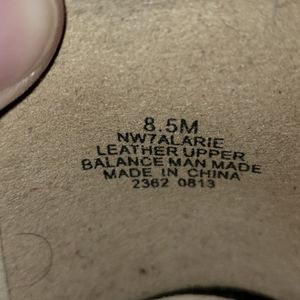 8.5M
NW7ALARIE
LEATHER UPPER
BALANCE MAN MADE
MADE IN CHINA
2362 0813